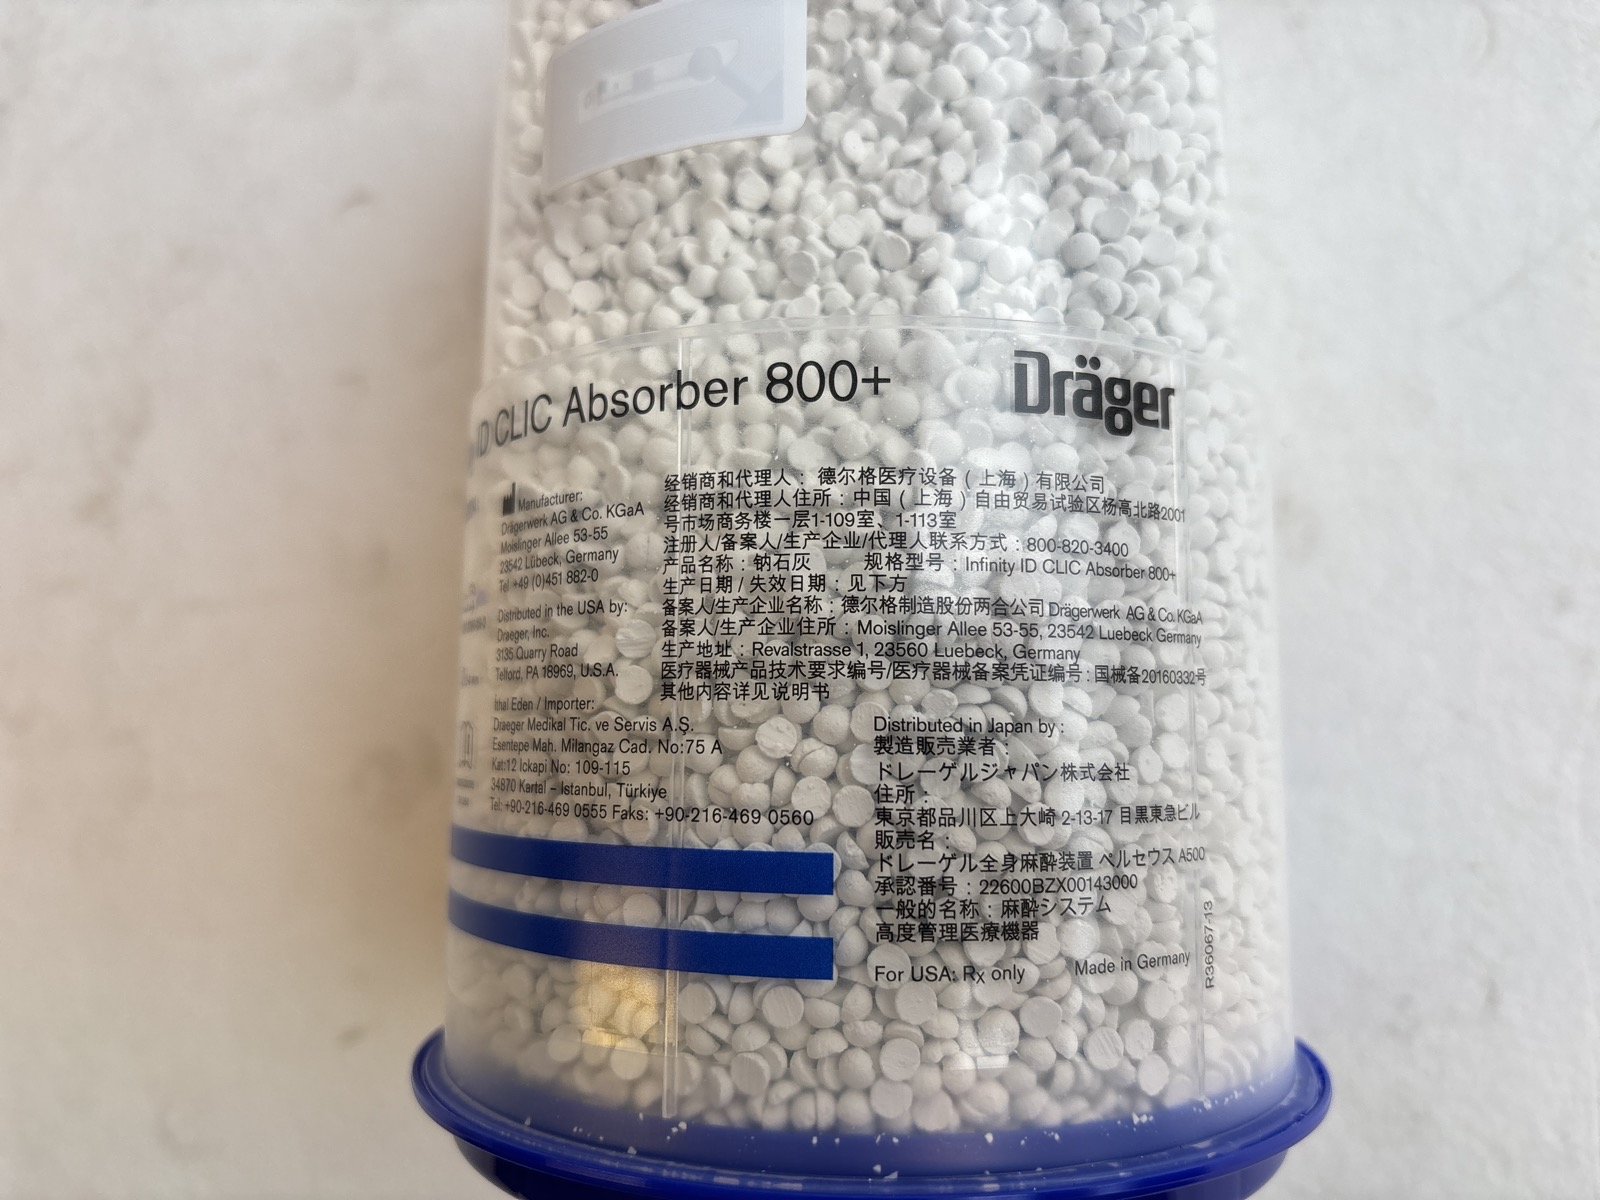 ID CLIC Absorber 800+
Dräger
Manufacturer:
Drägerwerk AG & Co. KGaA
Moislinger Allee 53-55
23542 Lübeck, Germany
Tel +49 (0)451 882-0
Distributed in the USA by:
Draeger, Inc.
3135 Quarry Road
Telford, PA 18969, U.S.A.
Ithal Eden / Importer:
Draeger Medikal Tic. ve Servis A.Ş.
Esentepe Mah. Milangaz Cad. No:75 A
Kat:12 Ickapi No: 109-115
34870 Kartal - Istanbul, Türkiye
Tel: +90-216-469 0555 Faks: +90-216-469 0560
经销商和代理人：德尔格医疗设备（上海）有限公司
经销商和代理人住所：中国（上海）自由贸易试验区杨高北路2001
号市场商务楼一层1-109室、1-113室
注册人/备案人/生产企业/代理人联系方式：800-820-3400
产品名称：钠石灰 规格型号：Infinity ID CLIC Absorber 800+
生产日期 / 失效日期：见下方
备案人/生产企业名称：德尔格制造股份两合公司 Drägerwerk AG & Co. KGaA
备案人/生产企业住所：Moislinger Allee 53-55, 23542 Luebeck Germany
生产地址：Revalstrasse 1, 23560 Luebeck, Germany
医疗器械产品技术要求编号/医疗器械备案凭证编号：国械备20160332号
其他内容详见说明书
Distributed in Japan by :
製造販売業者：
ドレーゲルジャパン株式会社
住所：
東京都品川区上大崎 2-13-17 目黒東急ビル
販売名：
ドレーゲル全身麻酔装置 ペルセウス A500
承認番号：22600BZX00143000
一般的名称：麻酔システム
高度管理医療機器
For USA: Rx only
Made in Germany
R36067-13